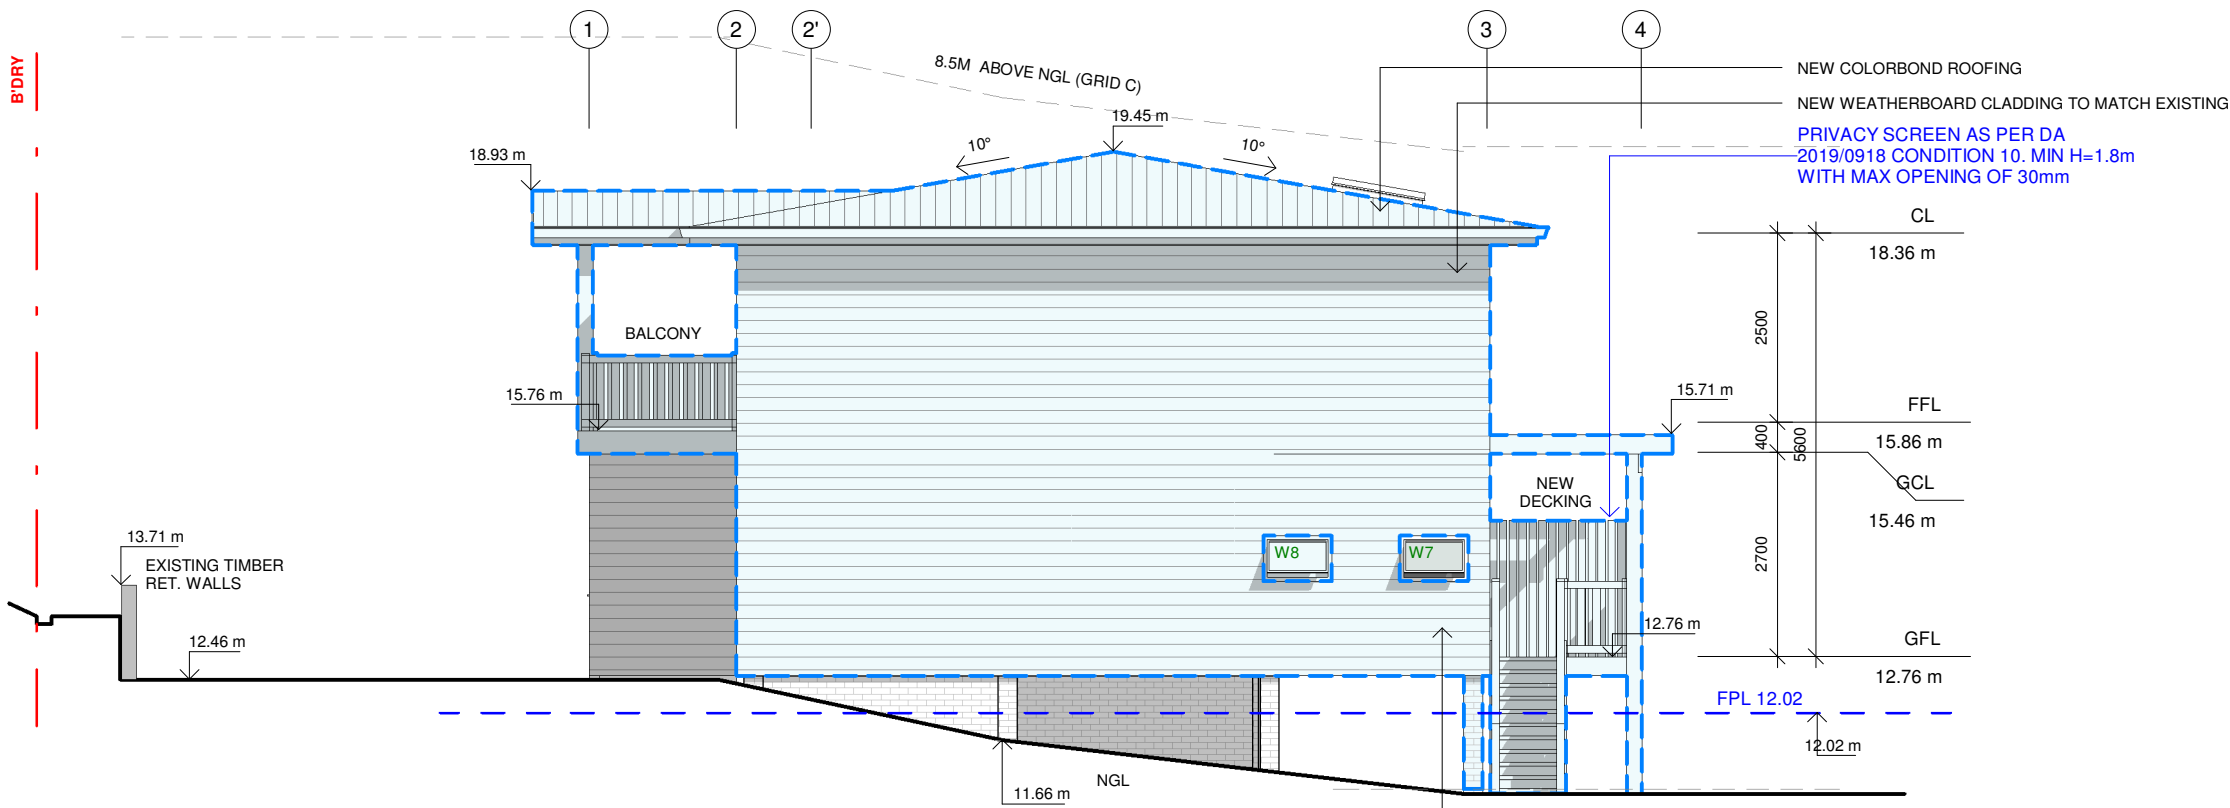 1
2
2'
3
4
B'DRY
8.5M ABOVE NGL (GRID C)
NEW COLORBOND ROOFING
NEW WEATHERBOARD CLADDING TO MATCH EXISTING
PRIVACY SCREEN AS PER DA
2019/0918 CONDITION 10. MIN H=1.8m
WITH MAX OPENING OF 30mm
19.45 m
18.93 m
10°
10°
CL
18.36 m
2500
BALCONY
15.76 m
15.71 m
FFL
15.86 m
400
5600
GCL
15.46 m
NEW
DECKING
2700
13.71 m
EXISTING TIMBER
RET. WALLS
W8
W7
12.46 m
12.76 m
GFL
12.76 m
FPL 12.02
12.02 m
NGL
11.66 m